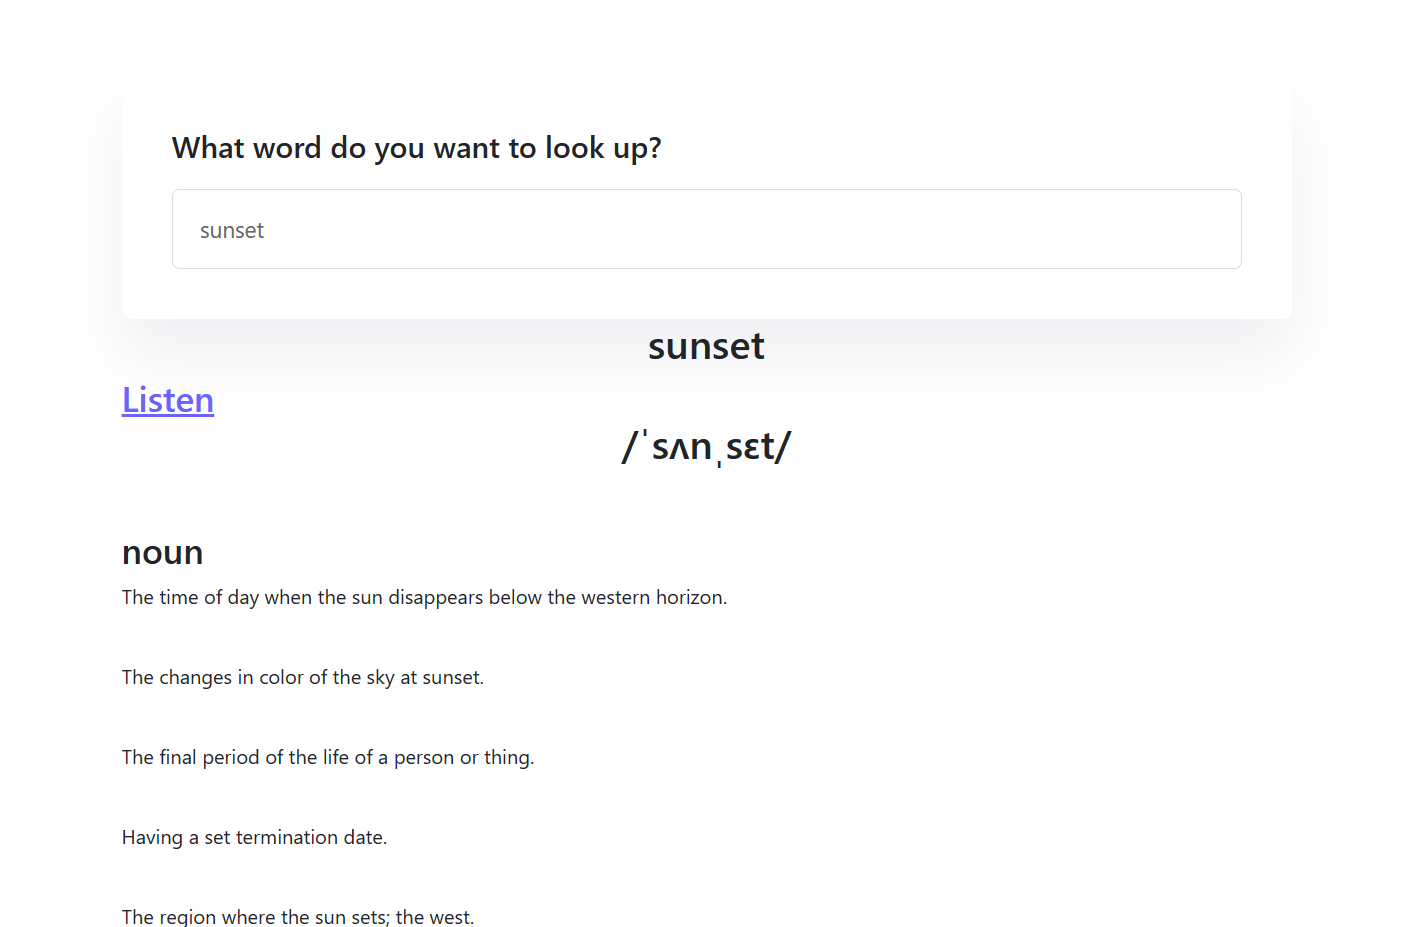 What word do you want to look up?
sunset
sunset
Listen
/ˈsʌnˌsɛt/
noun
The time of day when the sun disappears below the western horizon.
The changes in color of the sky at sunset.
The final period of the life of a person or thing.
Having a set termination date.
The region where the sun sets; the west.